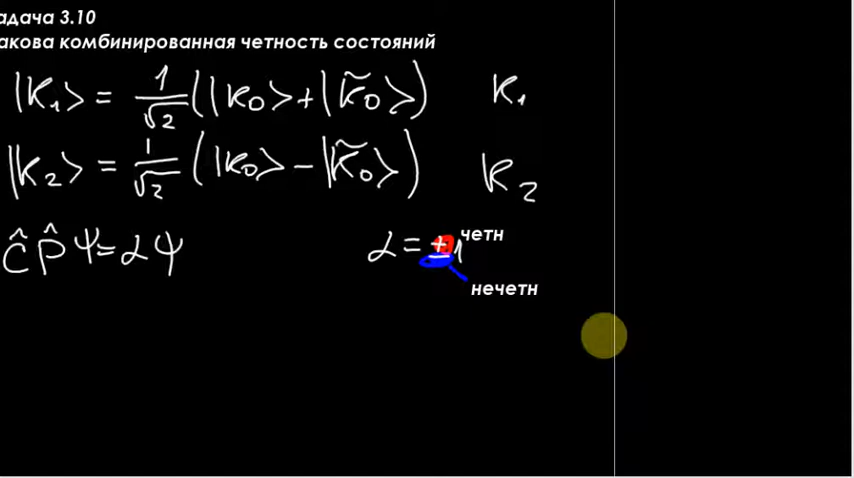 адача 3.10
акова комбинированная четность состояний
|K₁> = 1/√2 (|K₀> + |K̃₀>) K₁
|K₂> = 1/√2 (|K₀> − |K̃₀>) K₂
ĈP̂Ψ = αΨ α = ±1 четн
нечетн